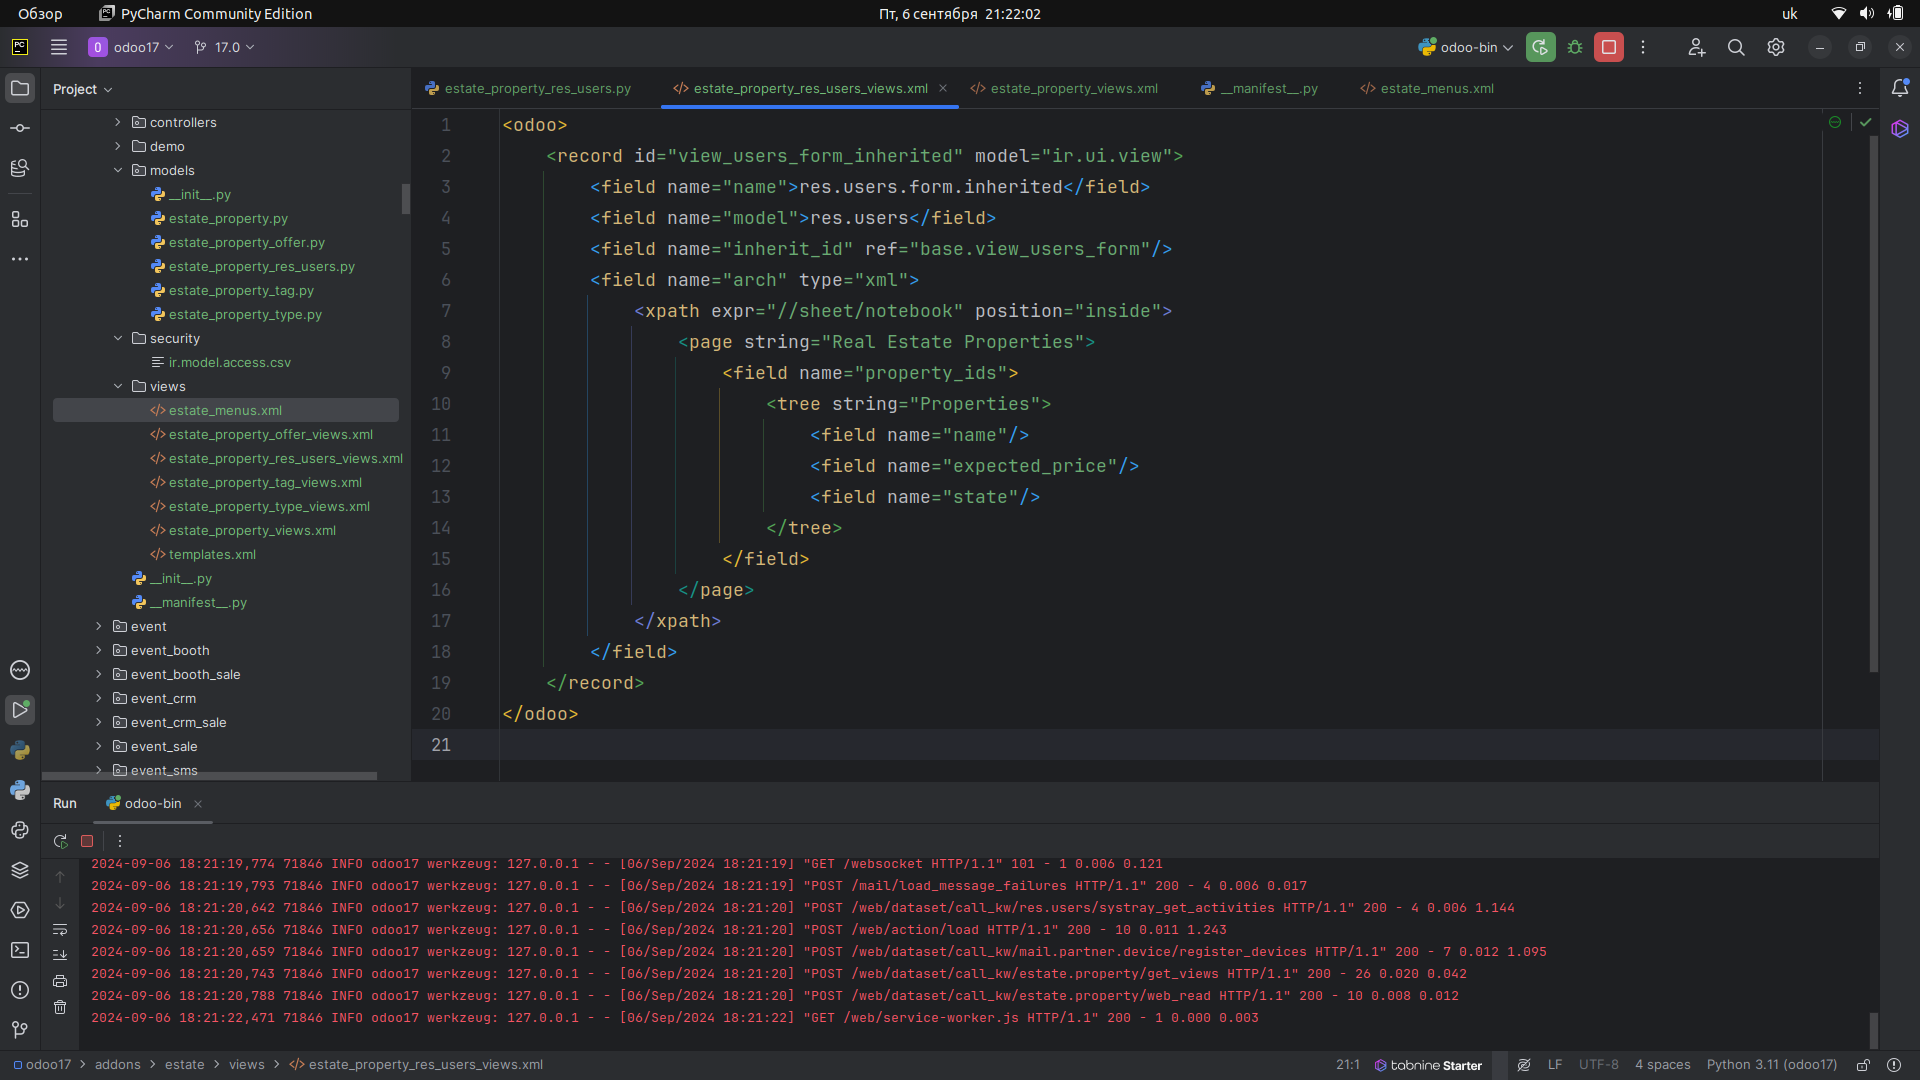 Обзор
PyCharm Community Edition
Пт, 6 сентября 21:22:02
uk
PC
O
odoo17
17.0
odoo-bin
Project
estate_property_res_users.py
estate_property_res_users_views.xml
estate_property_views.xml
__manifest__.py
estate_menus.xml
controllers
demo
models
__init__.py
estate_property.py
estate_property_offer.py
estate_property_res_users.py
estate_property_tag.py
estate_property_type.py
security
ir.model.access.csv
views
estate_menus.xml
estate_property_offer_views.xml
estate_property_res_users_views.xml
estate_property_tag_views.xml
estate_property_type_views.xml
estate_property_views.xml
templates.xml
__init__.py
__manifest__.py
event
event_booth
event_booth_sale
event_crm
event_crm_sale
event_sale
event_sms
1 <odoo>
2 <record id="view_users_form_inherited" model="ir.ui.view">
3 <field name="name">res.users.form.inherited</field>
4 <field name="model">res.users</field>
5 <field name="inherit_id" ref="base.view_users_form"/>
6 <field name="arch" type="xml">
7 <xpath expr="//sheet/notebook" position="inside">
8 <page string="Real Estate Properties">
9 <field name="property_ids">
10 <tree string="Properties">
11 <field name="name"/>
12 <field name="expected_price"/>
13 <field name="state"/>
14 </tree>
15 </field>
16 </page>
17 </xpath>
18 </field>
19 </record>
20 </odoo>
21
Run
odoo-bin
2024-09-06 18:21:19,774 71846 INFO odoo17 werkzeug: 127.0.0.1 - - [06/Sep/2024 18:21:19] "GET /websocket HTTP/1.1" 101 - 1 0.006 0.121
2024-09-06 18:21:19,793 71846 INFO odoo17 werkzeug: 127.0.0.1 - - [06/Sep/2024 18:21:19] "POST /mail/load_message_failures HTTP/1.1" 200 - 4 0.006 0.017
2024-09-06 18:21:20,642 71846 INFO odoo17 werkzeug: 127.0.0.1 - - [06/Sep/2024 18:21:20] "POST /web/dataset/call_kw/res.users/systray_get_activities HTTP/1.1" 200 - 4 0.006 1.144
2024-09-06 18:21:20,656 71846 INFO odoo17 werkzeug: 127.0.0.1 - - [06/Sep/2024 18:21:20] "POST /web/action/load HTTP/1.1" 200 - 10 0.011 1.243
2024-09-06 18:21:20,659 71846 INFO odoo17 werkzeug: 127.0.0.1 - - [06/Sep/2024 18:21:20] "POST /web/dataset/call_kw/mail.partner.device/register_devices HTTP/1.1" 200 - 7 0.012 1.095
2024-09-06 18:21:20,743 71846 INFO odoo17 werkzeug: 127.0.0.1 - - [06/Sep/2024 18:21:20] "POST /web/dataset/call_kw/estate.property/get_views HTTP/1.1" 200 - 26 0.020 0.042
2024-09-06 18:21:20,788 71846 INFO odoo17 werkzeug: 127.0.0.1 - - [06/Sep/2024 18:21:20] "POST /web/dataset/call_kw/estate.property/web_read HTTP/1.1" 200 - 10 0.008 0.012
2024-09-06 18:21:22,471 71846 INFO odoo17 werkzeug: 127.0.0.1 - - [06/Sep/2024 18:21:22] "GET /web/service-worker.js HTTP/1.1" 200 - 1 0.000 0.003
odoo17 > addons > estate > views > estate_property_res_users_views.xml
21:1
tabnine Starter
LF
UTF-8
4 spaces
Python 3.11 (odoo17)